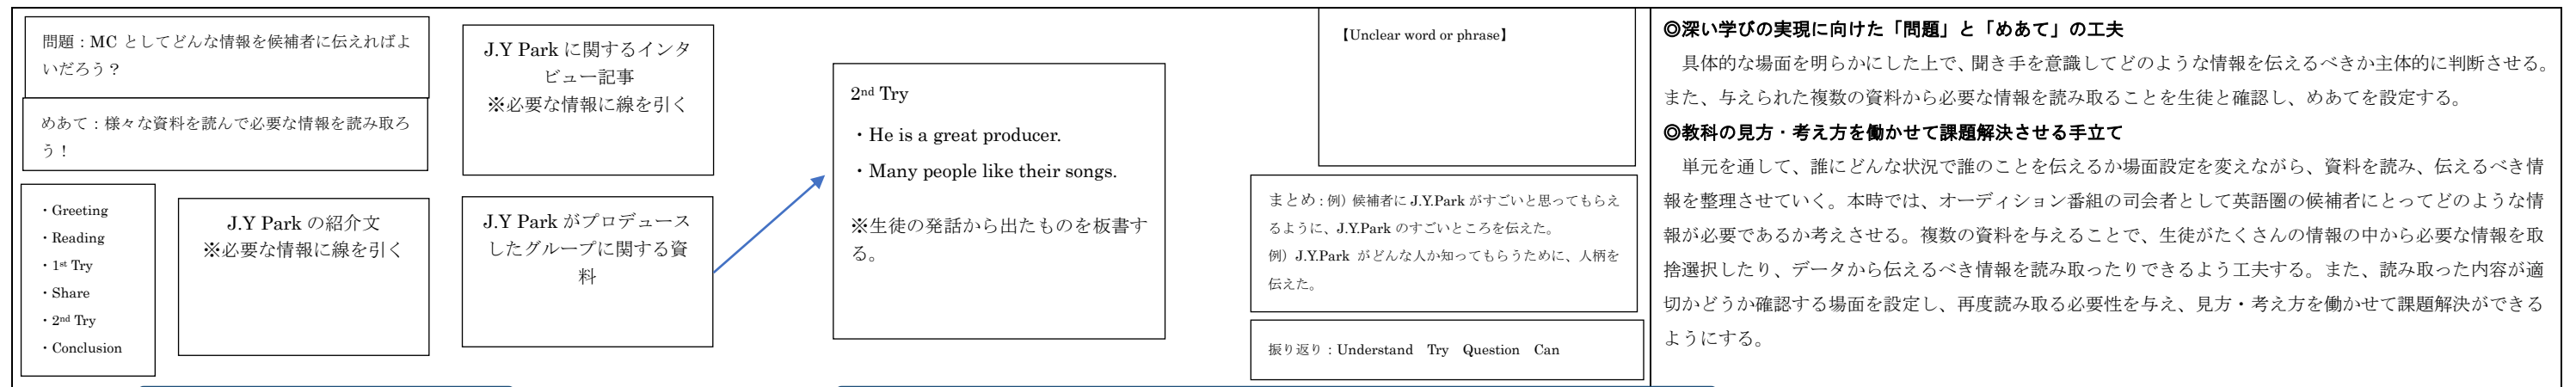 問題：MC としてどんな情報を候補者に伝えればよ
いだろう？
めあて：様々な資料を読んで必要な情報を読み取ろ
う！
・Greeting
・Reading
・1st Try
・Share
・2nd Try
・Conclusion
J.Y Park の紹介文
※必要な情報に線を引く
J.Y Park に関するインタ
ビュー記事
※必要な情報に線を引く
J.Y Park がプロデュース
したグループに関する資
料
2nd Try
・He is a great producer.
・Many people like their songs.
※生徒の発話から出たものを板書す
る。
【Unclear word or phrase】
まとめ：例）候補者に J.Y.Park がすごいと思ってもらえ
るように、J.Y.Park のすごいところを伝えた。
例）J.Y.Park がどんな人か知ってもらうために、人柄を
伝えた。
振り返り：Understand Try Question Can
◎深い学びの実現に向けた「問題」と「めあて」の工夫
具体的な場面を明らかにした上で、聞き手を意識してどのような情報を伝えるべきか主体的に判断させる。
また、与えられた複数の資料から必要な情報を読み取ることを生徒と確認し、めあてを設定する。
◎教科の見方・考え方を働かせて課題解決させる手立て
単元を通して、誰にどんな状況で誰のことを伝えるか場面設定を変えながら、資料を読み、伝えるべき情
報を整理させていく。本時では、オーディション番組の司会者として英語圏の候補者にとってどのような情
報が必要であるか考えさせる。複数の資料を与えることで、生徒がたくさんの情報の中から必要な情報を取
捨選択したり、データから伝えるべき情報を読み取ったりできるよう工夫する。また、読み取った内容が適
切かどうか確認する場面を設定し、再度読み取る必要性を与え、見方・考え方を働かせて課題解決ができる
ようにする。